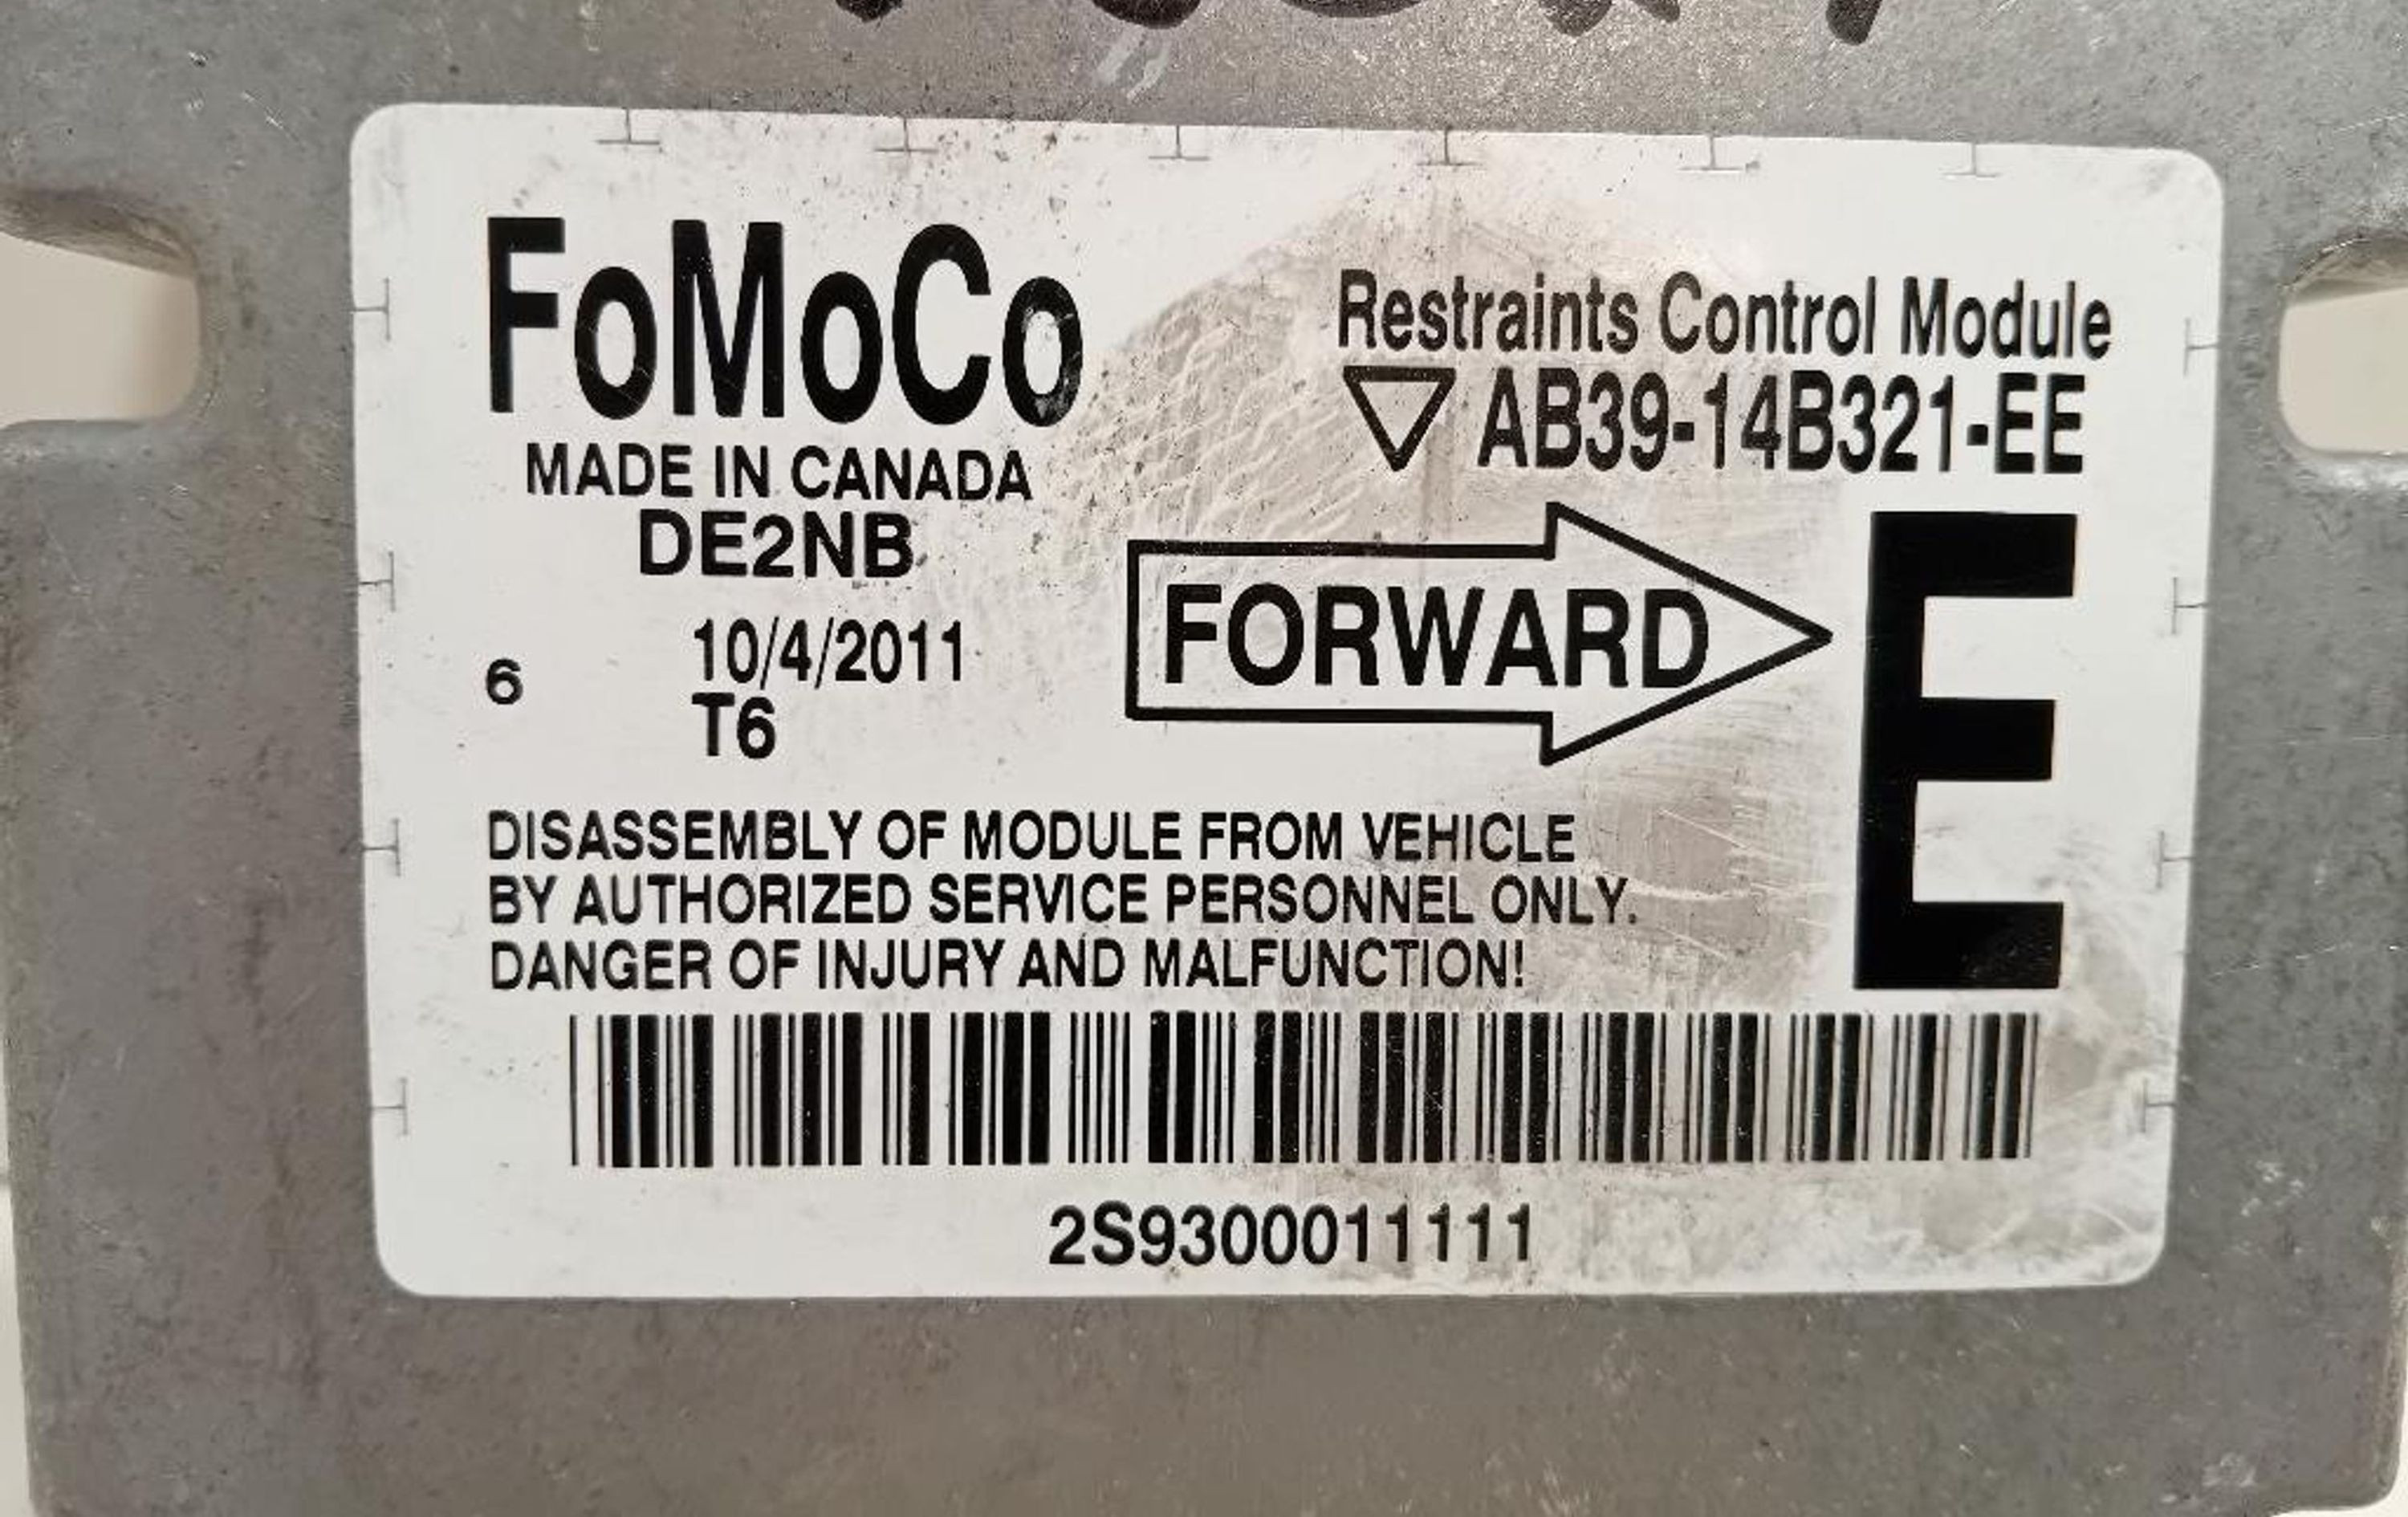 FoMoCo
MADE IN CANADA
DE2NB
6 10/4/2011
T6
Restraints Control Module
AB39-14B321-EE
FORWARD
E
DISASSEMBLY OF MODULE FROM VEHICLE
BY AUTHORIZED SERVICE PERSONNEL ONLY.
DANGER OF INJURY AND MALFUNCTION!
2S9300011111